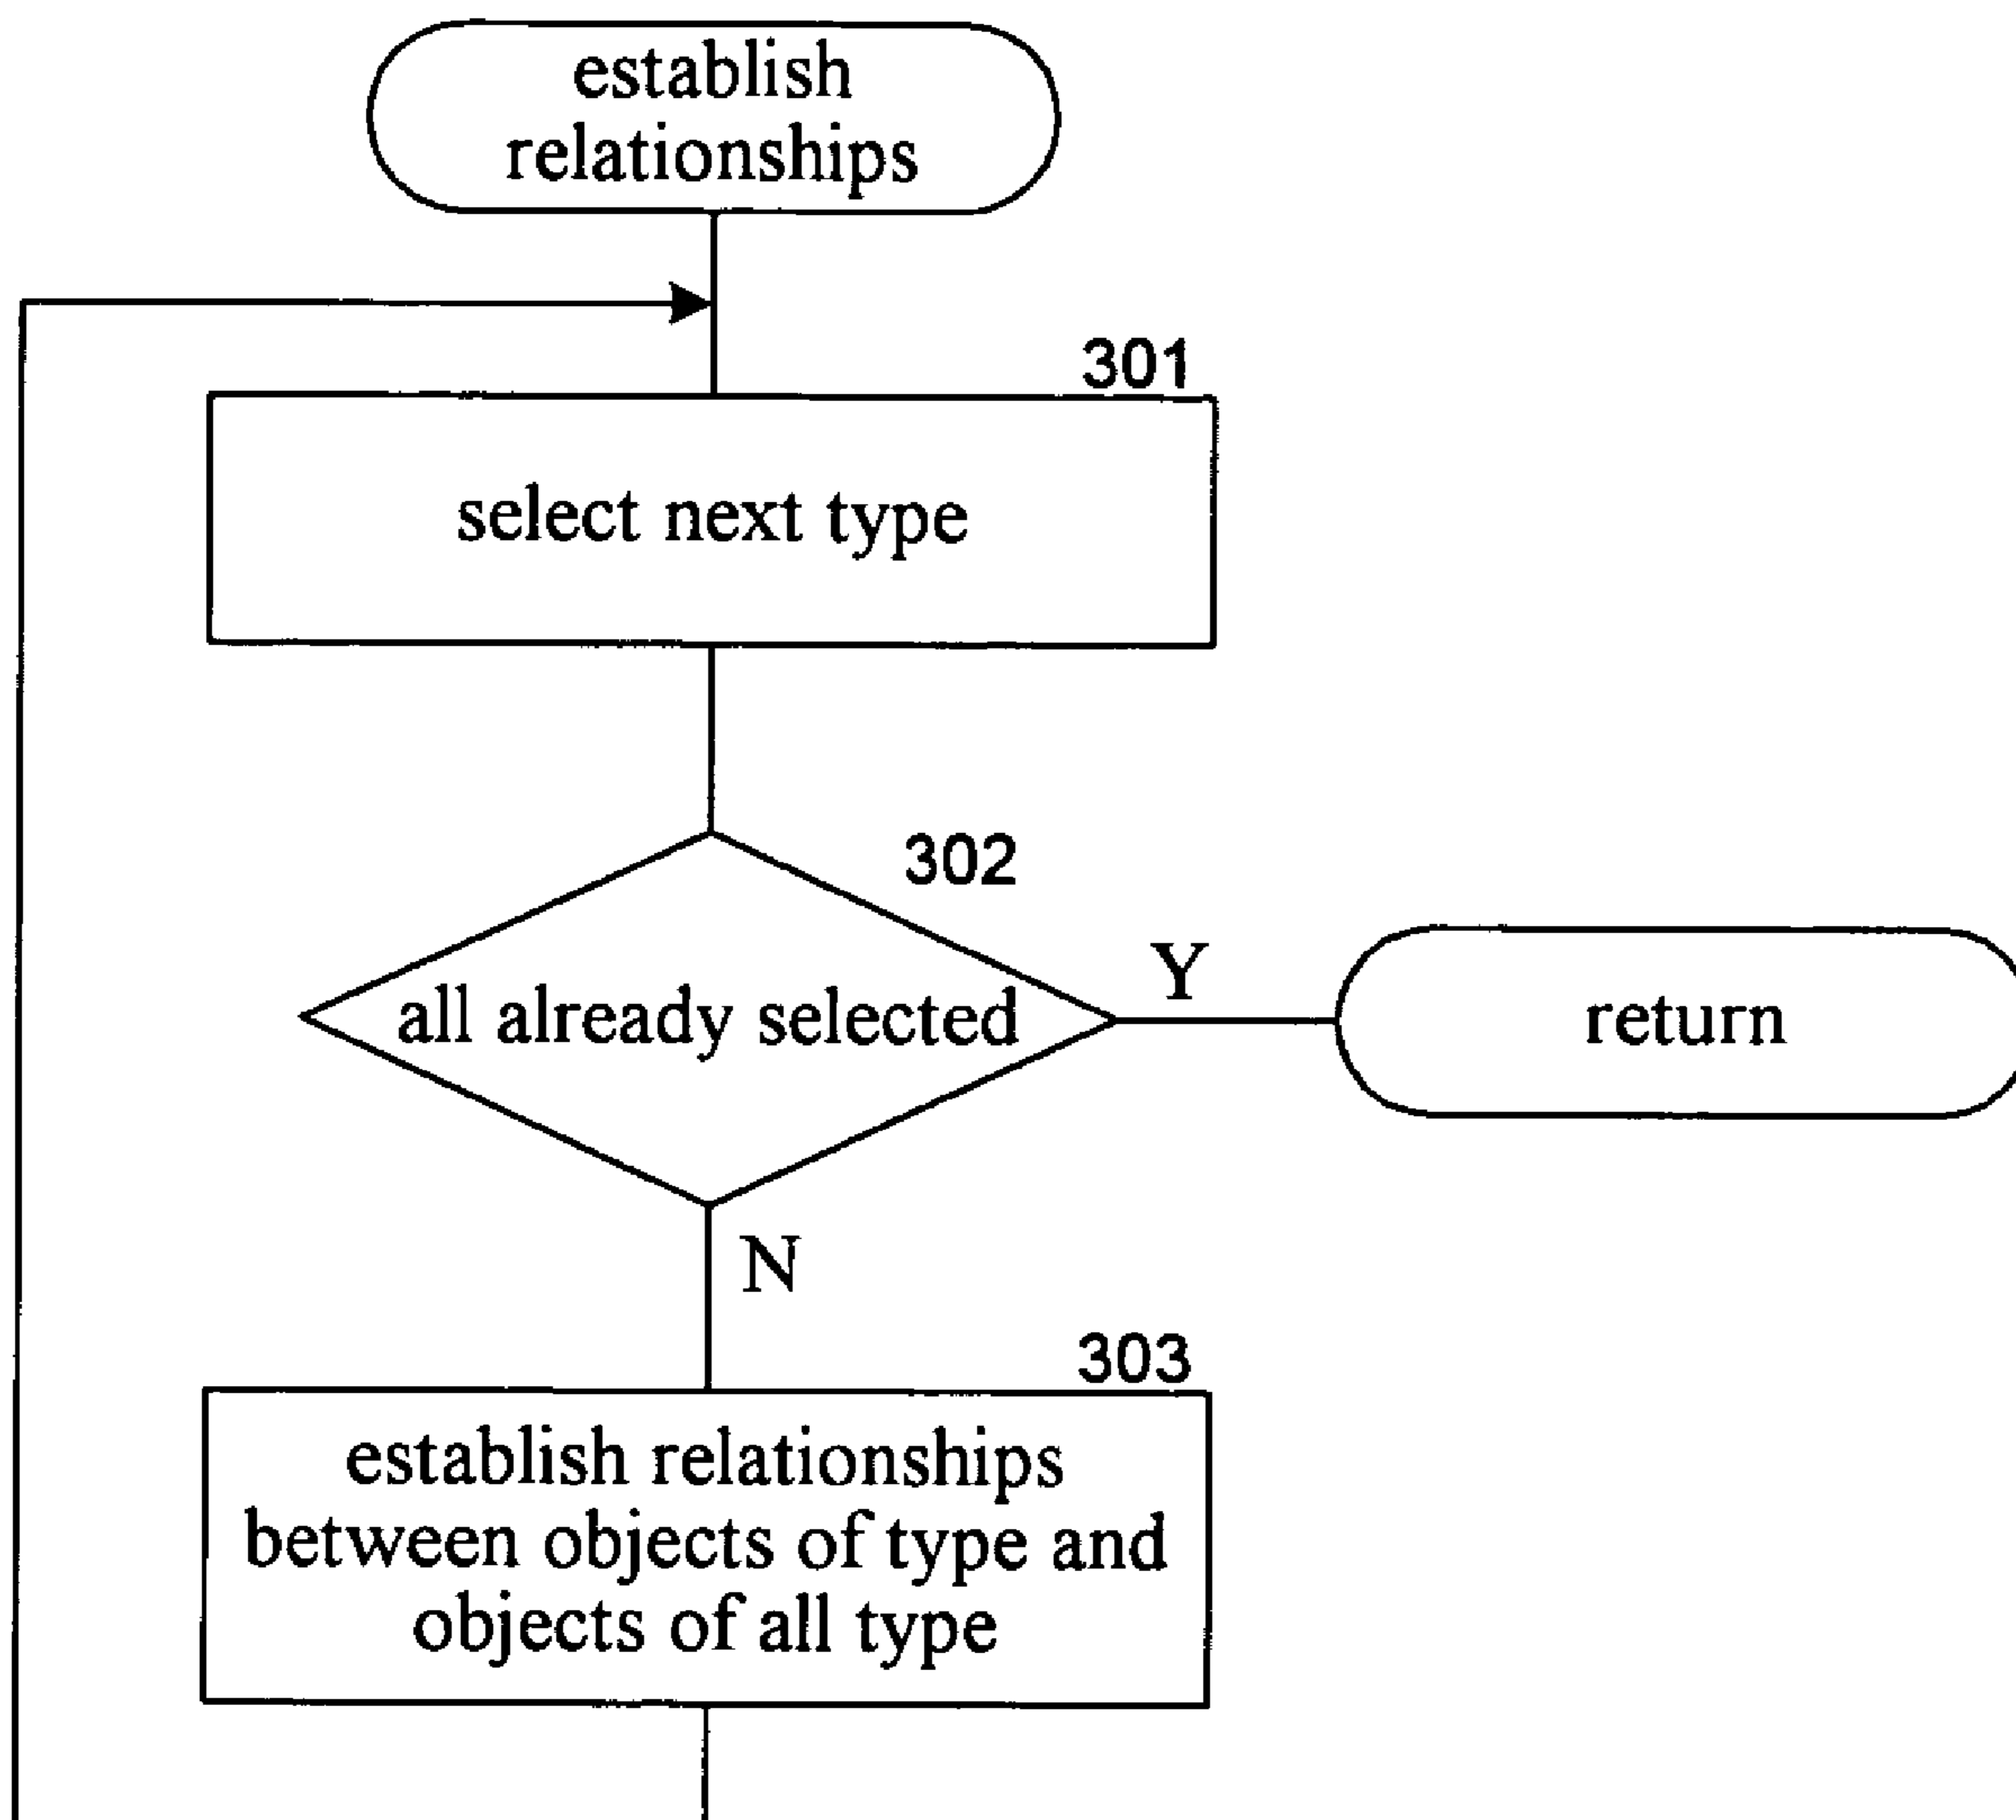 establish
relationships
301
select next type
302
all already selected
Y
return
N
303
establish relationships
between objects of type and
objects of all type